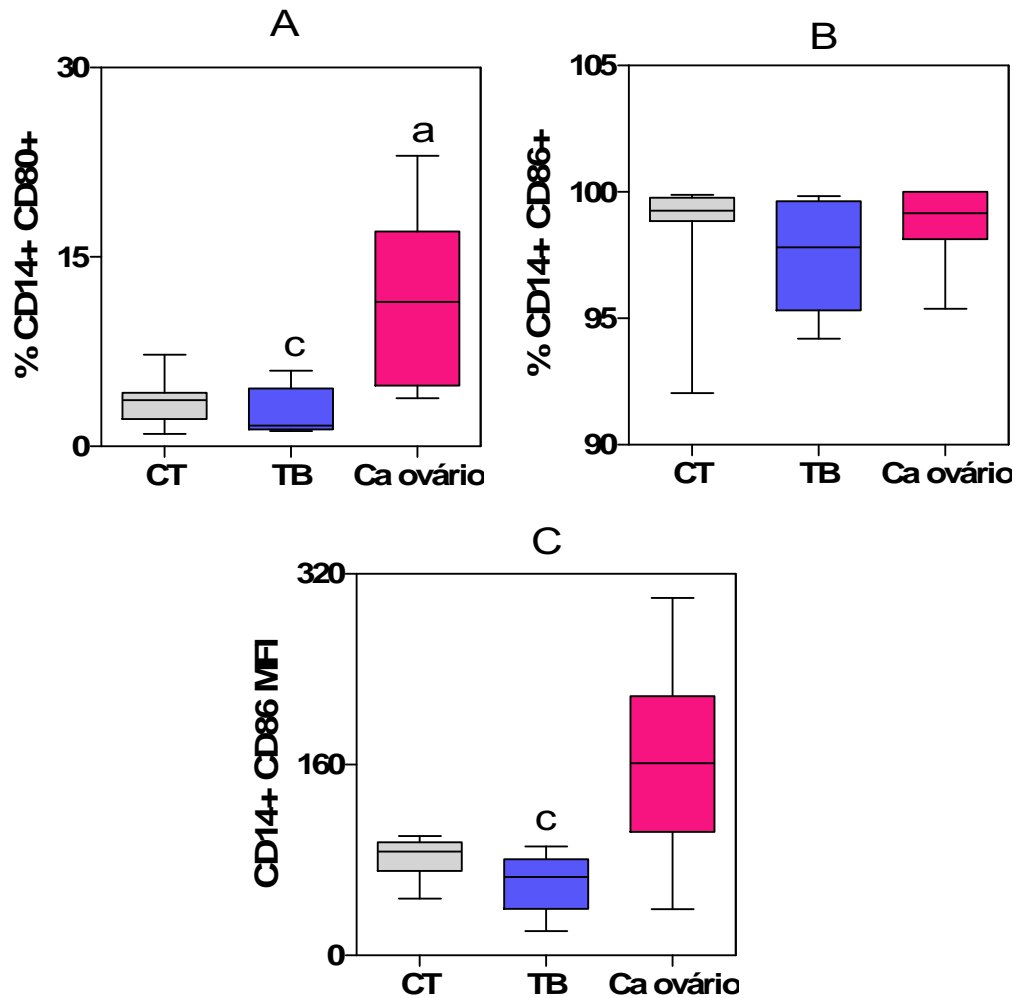 A
30
15
0
% CD14+ CD80+
c
a
CT TB Ca ovário
B
105
100
95
90
% CD14+ CD86+
CT TB Ca ovário
C
320
160
0
CD14+ CD86 MFI
c
CT TB Ca ovário